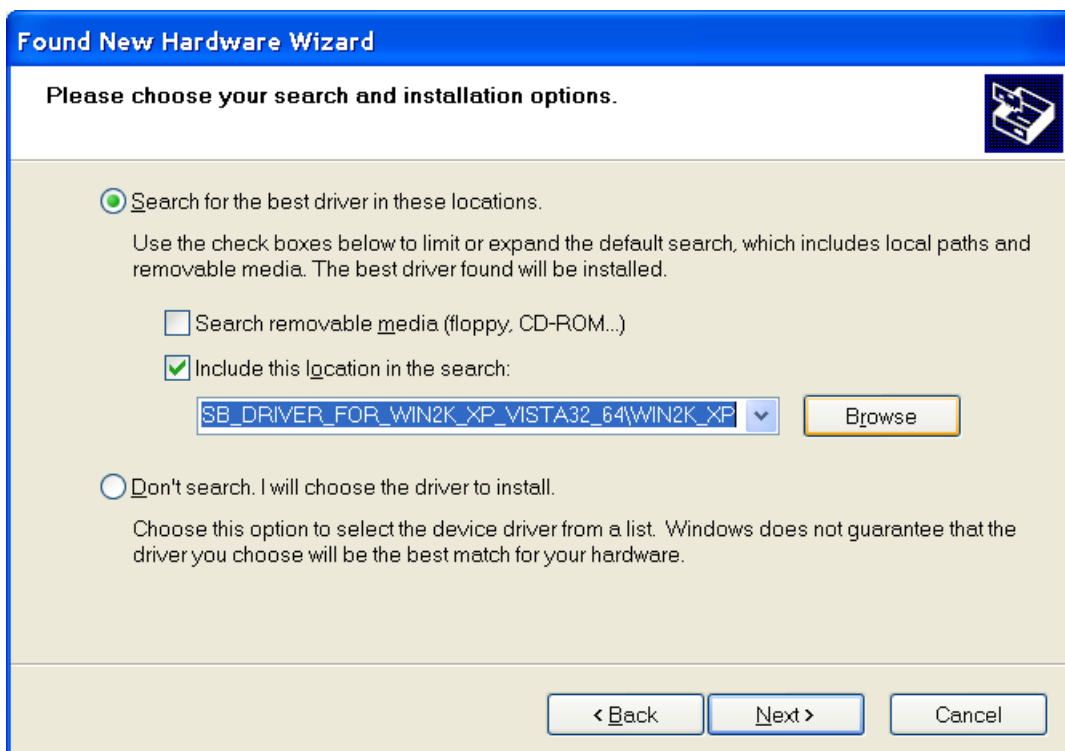 Found New Hardware Wizard
Please choose your search and installation options.
Search for the best driver in these locations.
Use the check boxes below to limit or expand the default search, which includes local paths and
removable media. The best driver found will be installed.
Search removable media (floppy, CD-ROM...)
Include this location in the search:
SB_DRIVER_FOR_WIN2K_XP_VISTA32_64\WIN2K_XP
Browse
Don't search. I will choose the driver to install.
Choose this option to select the device driver from a list. Windows does not guarantee that the
driver you choose will be the best match for your hardware.
< Back
Next >
Cancel